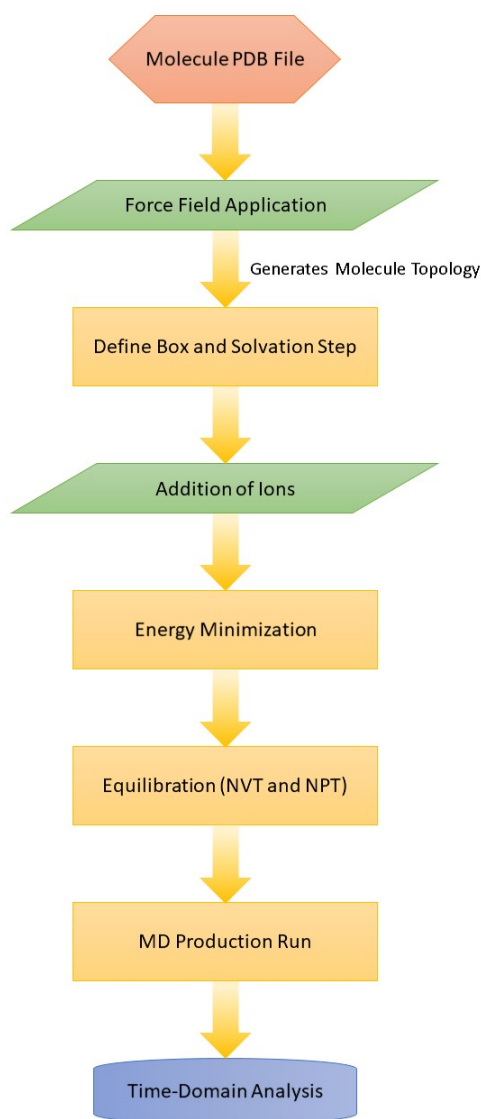 Molecule PDB File
Force Field Application
Generates Molecule Topology
Define Box and Solvation Step
Addition of Ions
Energy Minimization
Equilibration (NVT and NPT)
MD Production Run
Time-Domain Analysis